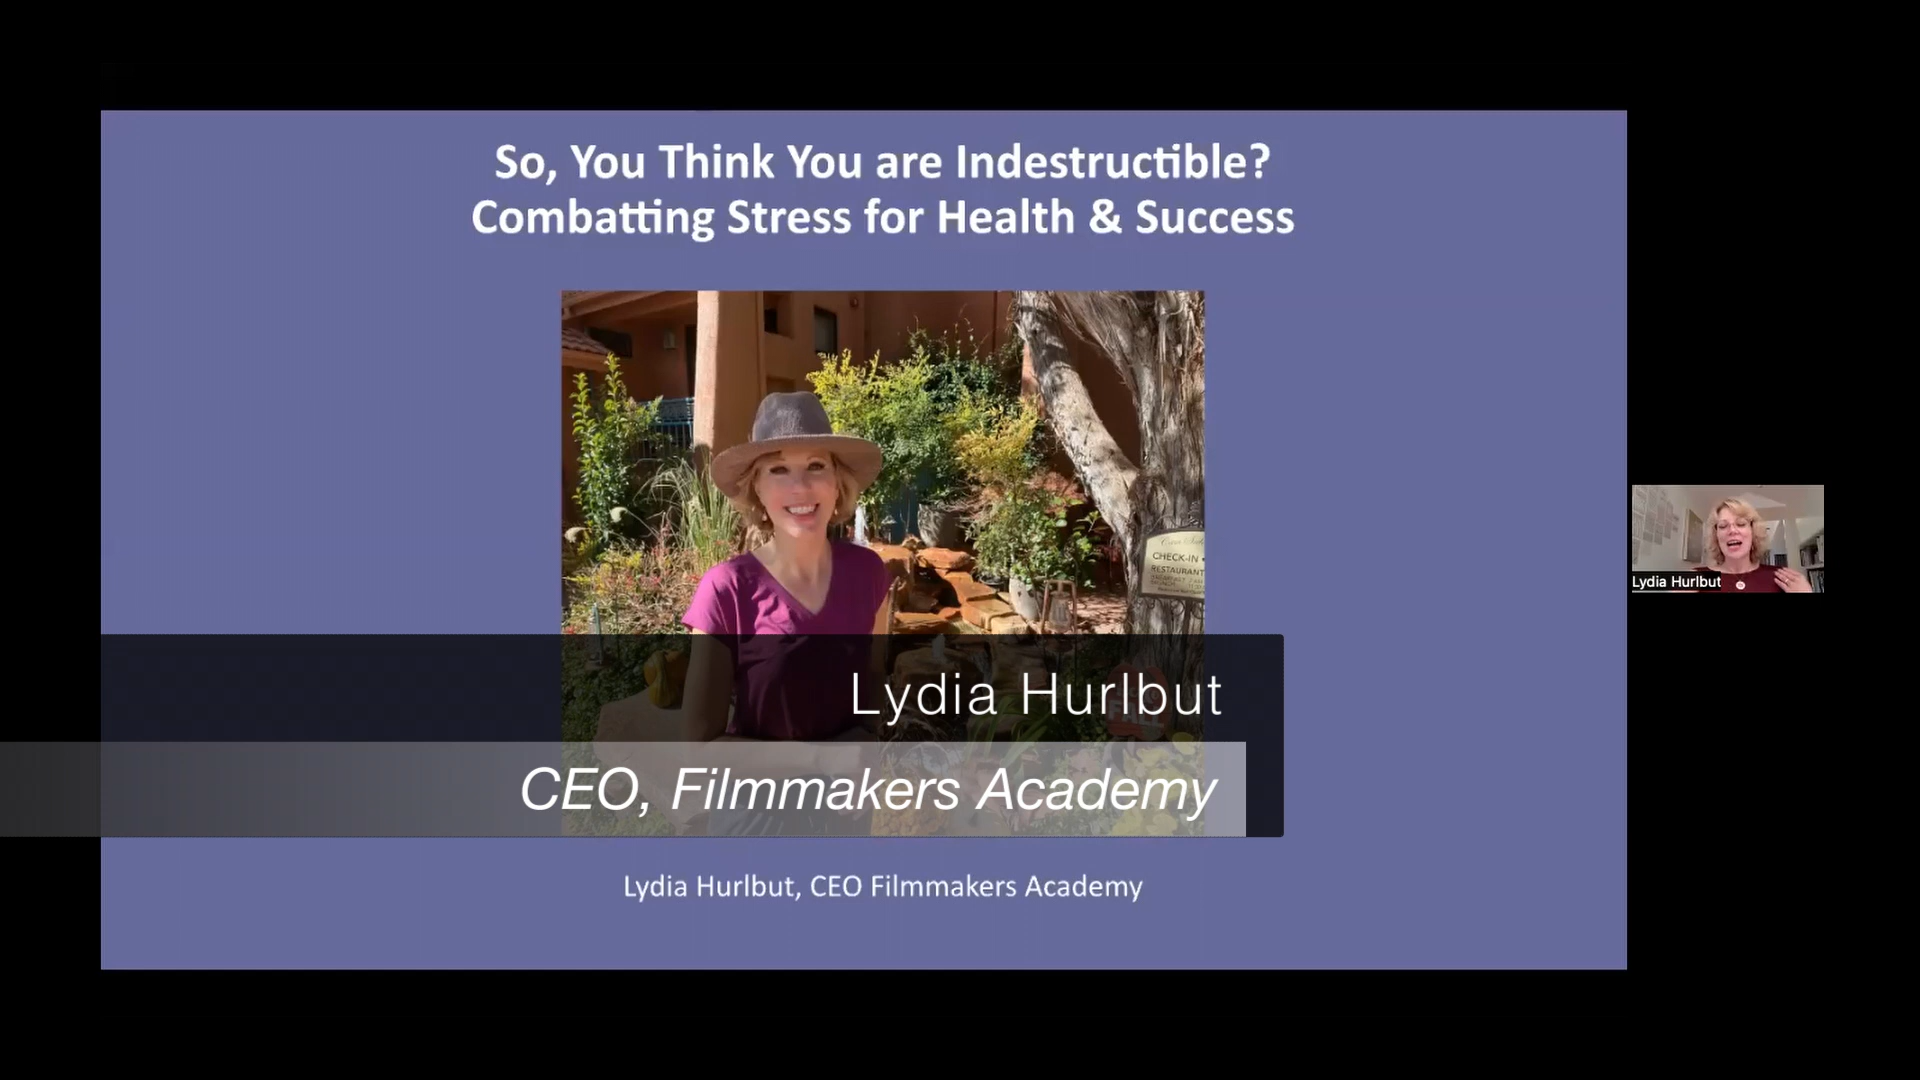 So, You Think You are Indestructible?
Combatting Stress for Health & Success
CHECK-IN
RESTAURANT
Lydia Hurlbut
Lydia Hurlbut
CEO, Filmmakers Academy
Lydia Hurlbut, CEO Filmmakers Academy